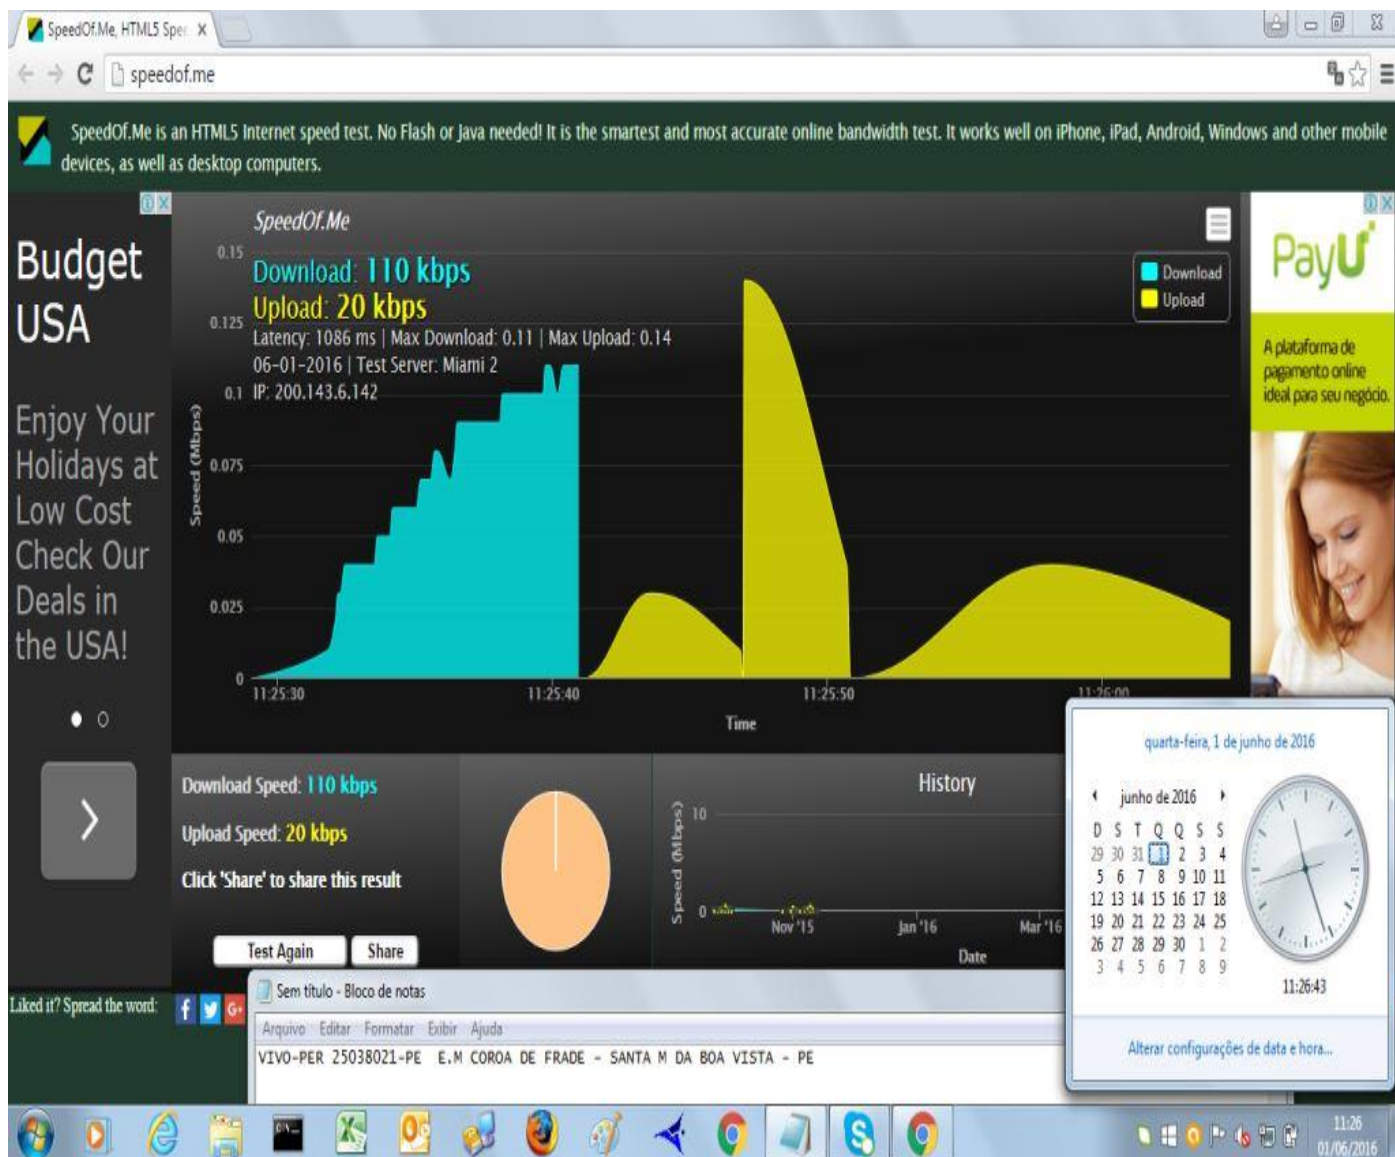 SpeedOf.Me, HTML5 Spe
speedof.me
SpeedOf.Me is an HTML5 Internet speed test. No Flash or Java needed! It is the smartest and most accurate online bandwidth test. It works well on iPhone, iPad, Android, Windows and other mobile
devices, as well as desktop computers.
Budget
USA
Enjoy Your
Holidays at
Low Cost
Check Our
Deals in
the USA!
SpeedOf.Me
Download: 110 kbps
Upload: 20 kbps
Latency: 1086 ms | Max Download: 0.11 | Max Upload: 0.14
06-01-2016 | Test Server: Miami 2
IP: 200.143.6.142
Download
Upload
0.15
0.125
0.1
0.075
0.05
0.025
0
Speed (Mbps)
11:25:30 11:25:40 11:25:50 11:26:00
Time
PayU
A plataforma de
pagamento online
ideal para seu negócio.
Download Speed: 110 kbps
Upload Speed: 20 kbps
Click 'Share' to share this result
Test Again Share
History
Speed (Mbps)
10
0
Nov '15 Jan '16 Mar '16
Date
Liked it? Spread the word:
f G+
Sem título - Bloco de notas
Arquivo Editar Formatar Exibir Ajuda
VIVO-PER 25038021-PE E.M COROA DE FRADE - SANTA M DA BOA VISTA - PE
quarta-feira, 1 de junho de 2016
junho de 2016
D S T Q Q S S
29 30 31 1 2 3 4
5 6 7 8 9 10 11
12 13 14 15 16 17 18
19 20 21 22 23 24 25
26 27 28 29 30 1 2
3 4 5 6 7 8 9
11:26:43
Alterar configurações de data e hora...
11:26
01/06/2016